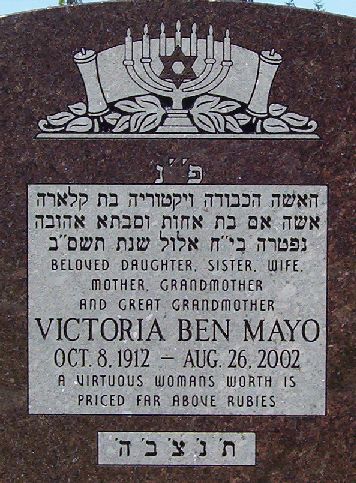 פ''נ
האשה הכבודה ויקטוריה בת קלארה
אשה אם בת אחות וסבתא אהובה
נפטרה בי''ח אלול שנת תשס''ב
BELOVED DAUGHTER, SISTER, WIFE,
MOTHER, GRANDMOTHER
AND GREAT GRANDMOTHER
VICTORIA BEN MAYO
OCT. 8, 1912 — AUG. 26, 2002
A VIRTUOUS WOMANS WORTH IS
PRICED FAR ABOVE RUBIES
ת' נ' צ' ב' ה'